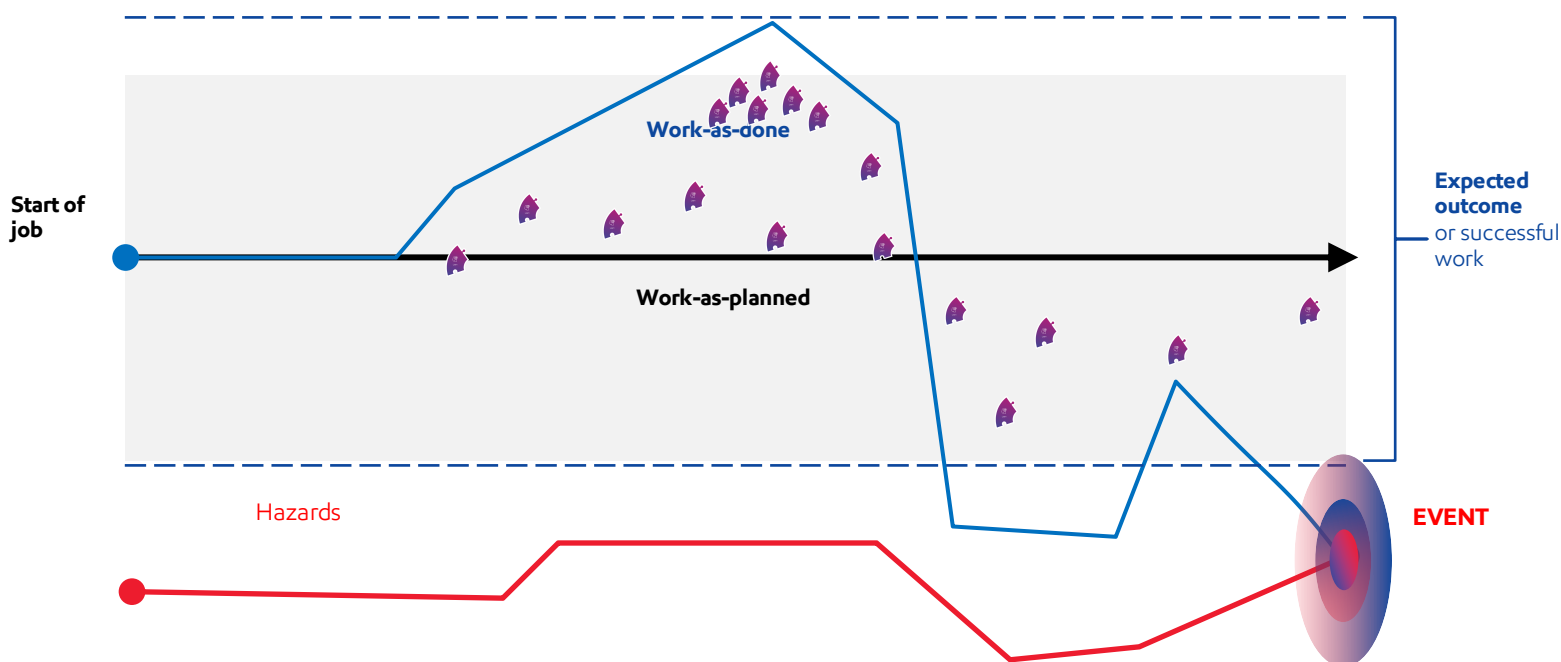 Work-as-done
Start of
job
Work-as-planned
Expected
outcome
or successful
work
Hazards
EVENT